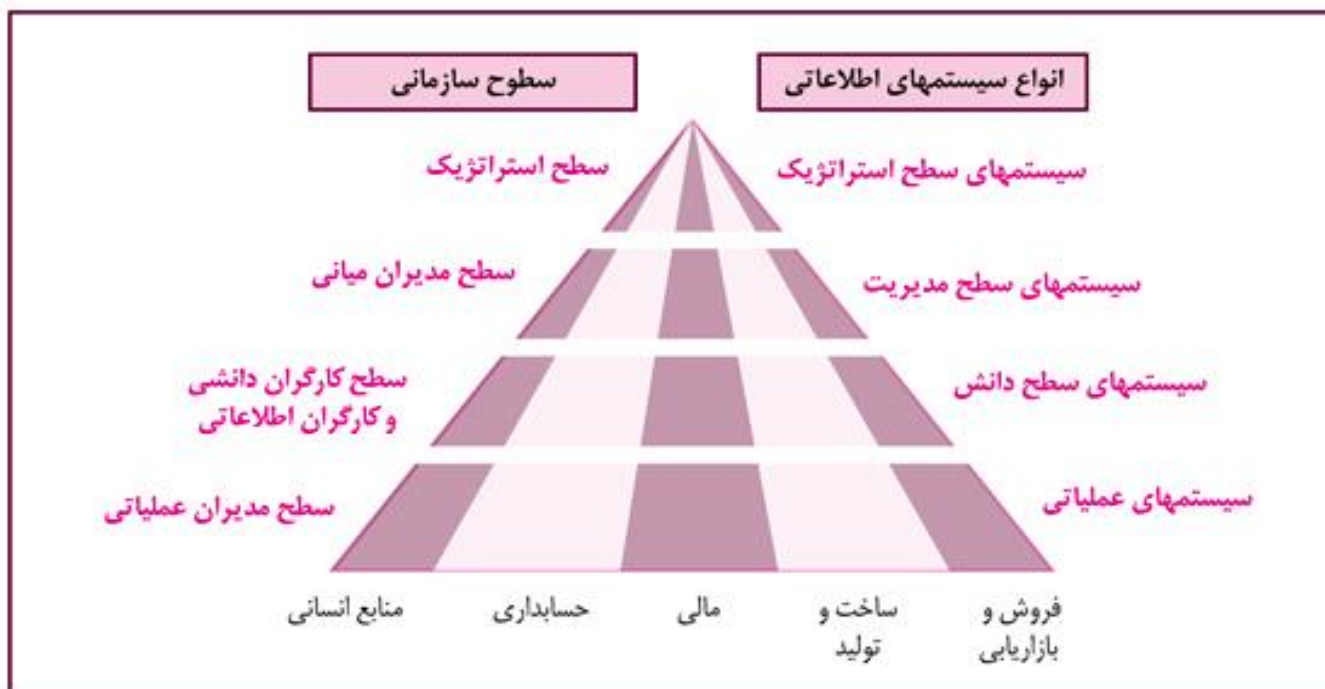 انواع سیستمهای اطلاعاتی
سطوح سازمانی
سیستمهای سطح استراتژیک
سطح استراتژیک
سیستمهای سطح مدیریت
سطح مدیران میانی
سیستمهای سطح دانش
سطح کارگران دانشی
و کارگران اطلاعاتی
سیستمهای عملیاتی
سطح مدیران عملیاتی
فروش و
بازاریابی
ساخت و
تولید
مالی
حسابداری
منابع انسانی